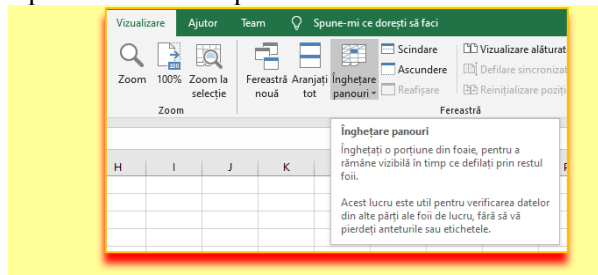 Vizualizare Ajutor Team Spune-mi ce dorești să faci
Zoom 100% Zoom la selecție
Fereastră nouă Aranjați tot Înghețare panouri
Scindare
Ascundere
Reafișare
Vizualizare alăturat
Defilare sincroniza
Reinițializare poziți
Zoom
Fereastră
Înghețare panouri
Înghețați o porțiune din foaie, pentru a
rămâne vizibilă în timp ce defilați prin restul
foii.
Acest lucru este util pentru verificarea datelor
din alte părți ale foii de lucru, fără să vă
pierdeți anteturile sau etichetele.
H I J K